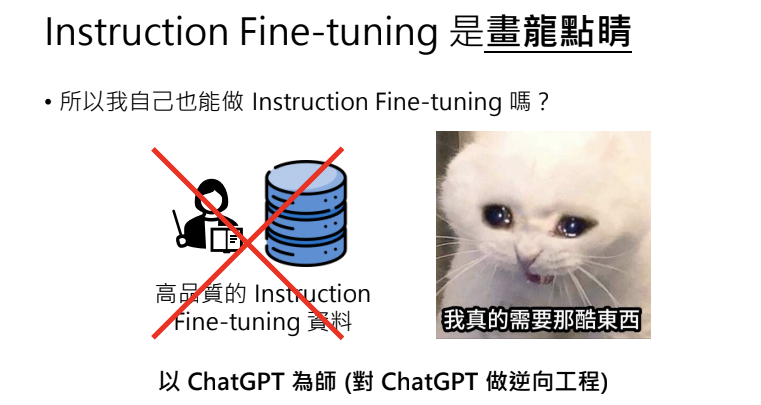 Instruction Fine-tuning 是畫龍點睛
• 所以我自己也能做 Instruction Fine-tuning 嗎？
高品質的 Instruction
Fine-tuning 資料
我真的需要那酷東西
以 ChatGPT 為師 (對 ChatGPT 做逆向工程)